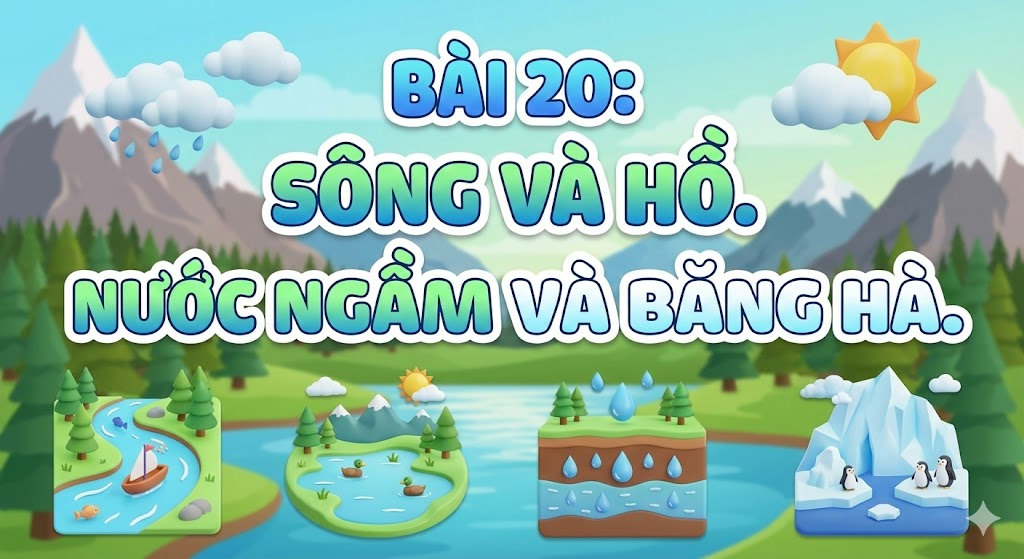 BÀI 20:
SÔNG VÀ HỒ.
NƯỚC NGẦM VÀ BĂNG HÀ.